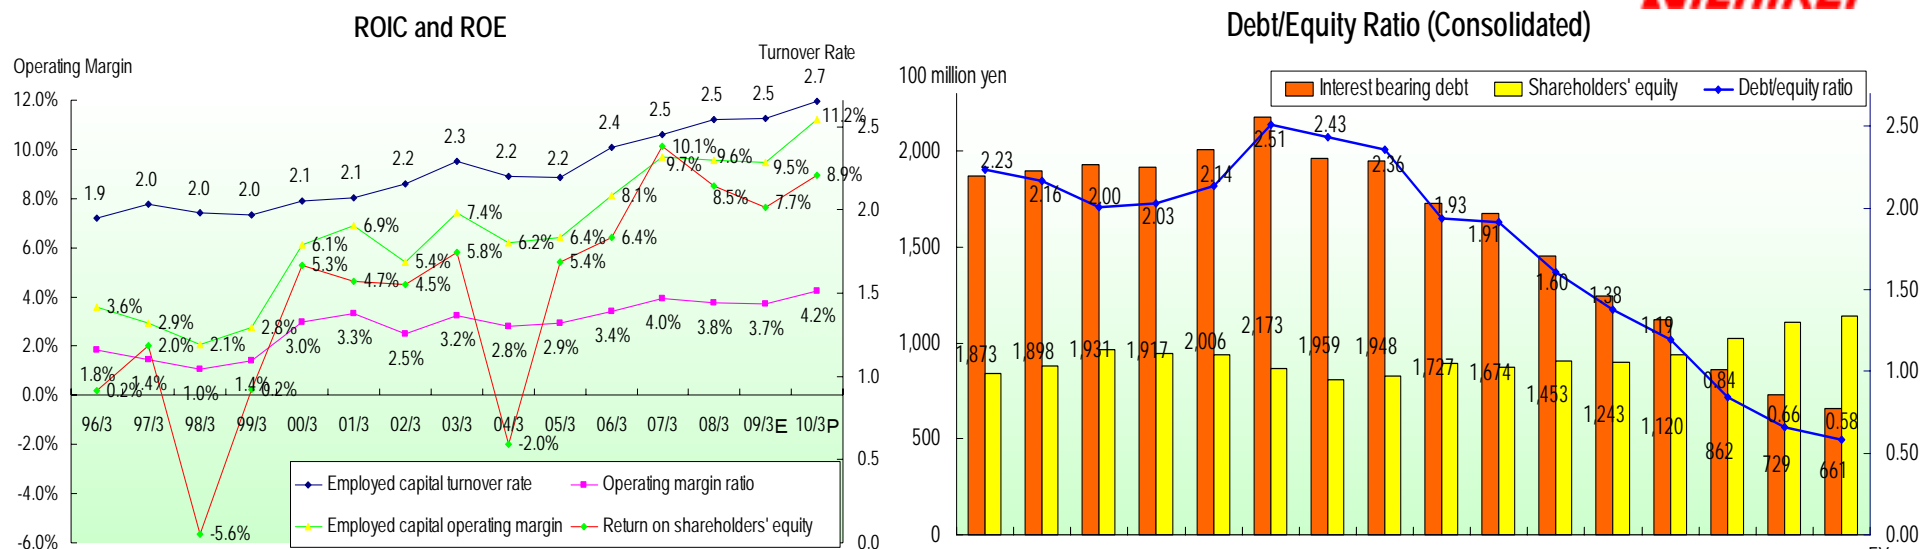 ROIC and ROE
Operating Margin
Turnover Rate
12.0%
10.0%
8.0%
6.0%
4.0%
2.0%
0.0%
-2.0%
-4.0%
-6.0%
2.5
2.0
1.5
1.0
0.5
0.0
1.9 2.0 2.0 2.0 2.1 2.1 2.2 2.3 2.2 2.2 2.4 2.5 2.5 2.5 2.7
3.6% 2.9% 2.1% 2.8% 6.1% 6.9% 5.4% 7.4% 6.2% 6.4% 8.1% 9.7% 9.6% 9.5% 11.2%
0.2% 2.0% -5.6% 0.2% 5.3% 4.7% 4.5% 5.8% -2.0% 5.4% 6.4% 10.1% 8.5% 7.7% 8.9%
1.8% 1.4% 1.0% 1.4% 3.0% 3.3% 2.5% 3.2% 2.8% 2.9% 3.4% 4.0% 3.8% 3.7% 4.2%
96/3 97/3 98/3 99/3 00/3 01/3 02/3 03/3 04/3 05/3 06/3 07/3 08/3 09/3 E 10/3 P
Employed capital turnover rate
Operating margin ratio
Employed capital operating margin
Return on shareholders' equity
Debt/Equity Ratio (Consolidated)
100 million yen
Interest bearing debt
Shareholders' equity
Debt/equity ratio
2,000
1,500
1,000
500
0
2.50
2.00
1.50
1.00
0.50
0.00
2.23 2.16 2.00 2.03 2.14 2.51 2.43 2.36 1.93 1.91 1.60 1.38 1.19 0.84 0.66 0.58
1,873 1,898 1,931 1,917 2,006 2,173 1,959 1,948 1,727 1,674 1,453 1,243 1,120 862 729 661